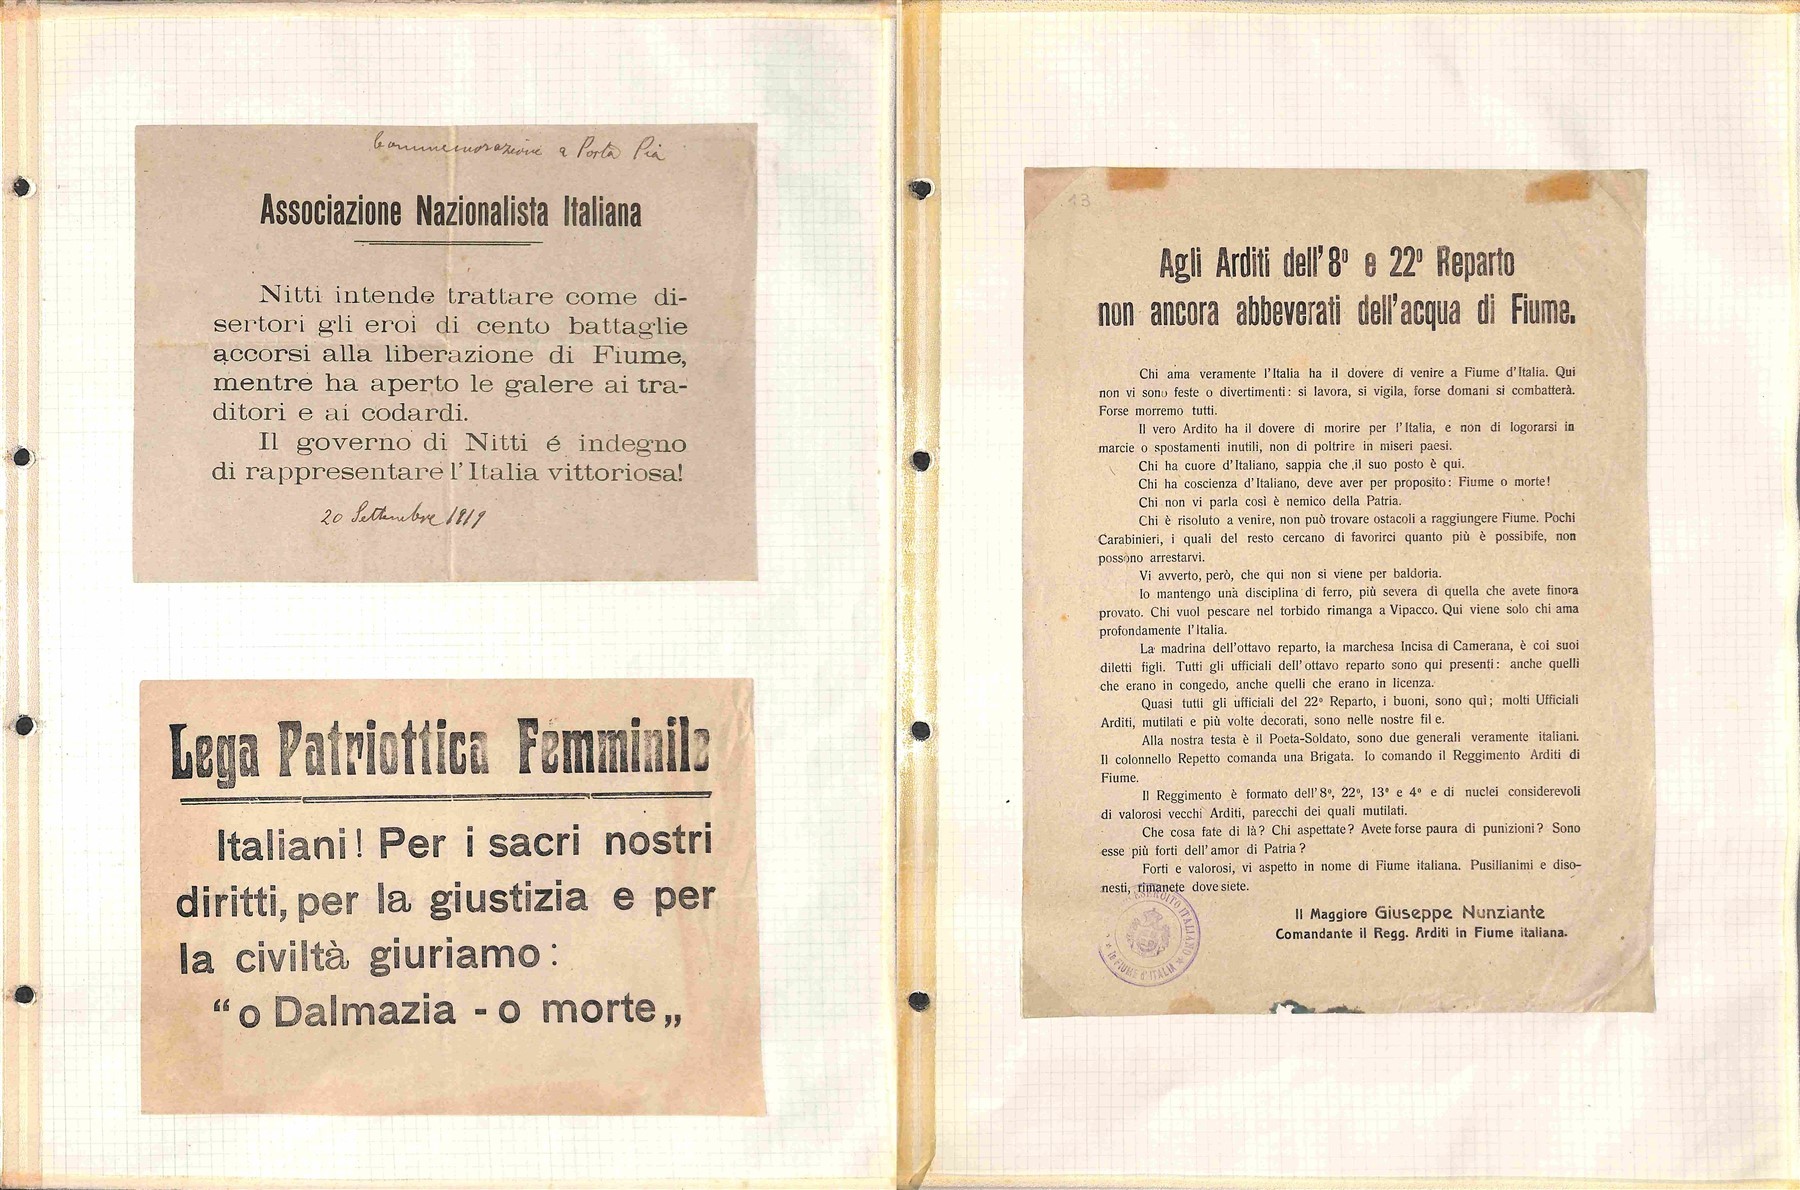 Commemorazione a Porta Pia
Associazione Nazionalista Italiana
Nitti intende trattare come di-
sertori gli eroi di cento battaglie
accorsi alla liberazione di Fiume,
mentre ha aperto le galere ai tra-
ditori e ai codardi.
Il governo di Nitti é indegno
di rappresentare l'Italia vittoriosa!
20 Settembre 1919
Lega Patriottica Femminile
Italiani! Per i sacri nostri
diritti, per la giustizia e per
la civiltà giuriamo:
“o Dalmazia - o morte„
13
Agli Arditi dell'8º e 22º Reparto
non ancora abbeverati dell'acqua di Fiume.
Chi ama veramente l'Italia ha il dovere di venire a Fiume d'Italia. Qui
non vi sono feste o divertimenti: si lavora, si vigila, forse domani si combatterà.
Forse morremo tutti.
Il vero Ardito ha il dovere di morire per l'Italia, e non di logorarsi in
marcie o spostamenti inutili, non di poltrire in miseri paesi.
Chi ha cuore d'Italiano, sappia che il suo posto è qui.
Chi ha coscienza d'Italiano, deve aver per proposito: Fiume o morte!
Chi non vi parla così è nemico della Patria.
Chi è risoluto a venire, non può trovare ostacoli a raggiungere Fiume. Pochi
Carabinieri, i quali del resto cercano di favorirci quanto più è possibife, non
possono arrestarvi.
Vi avverto, però, che qui non si viene per baldoria.
Io mantengo una disciplina di ferro, più severa di quella che avete finora
provato. Chi vuol pescare nel torbido rimanga a Vipacco. Qui viene solo chi ama
profondamente l'Italia.
La madrina dell'ottavo reparto, la marchesa Incisa di Camerana, è coi suoi
diletti figli. Tutti gli ufficiali dell'ottavo reparto sono qui presenti: anche quelli
che erano in congedo, anche quelli che erano in licenza.
Quasi tutti gli ufficiali del 22º Reparto, i buoni, sono qui; molti Ufficiali
Arditi, mutilati e più volte decorati, sono nelle nostre file.
Alla nostra testa è il Poeta-Soldato, sono due generali veramente italiani.
Il colonnello Repetto comanda una Brigata. Io comando il Reggimento Arditi di
Fiume.
Il Reggimento è formato dell'8º, 22º, 13º e 4º e di nuclei considerevoli
di valorosi vecchi Arditi, parecchi dei quali mutilati.
Che cosa fate di là? Chi aspettate? Avete forse paura di punizioni? Sono
esse più forti dell'amor di Patria?
Forti e valorosi, vi aspetto in nome di Fiume italiana. Pusillanimi e diso-
nesti, rimanete dove siete.
Il Maggiore Giuseppe Nunziante
Comandante il Regg. Arditi in Fiume italiana.
ESERCITO ITALIANO
in FIUME d'ITALIA